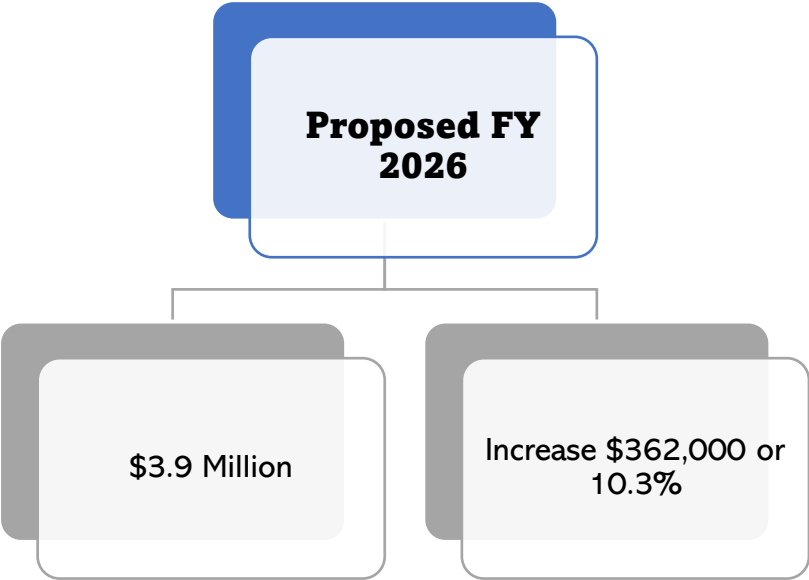 Proposed FY
2026
$3.9 Million
Increase $362,000 or
10.3%